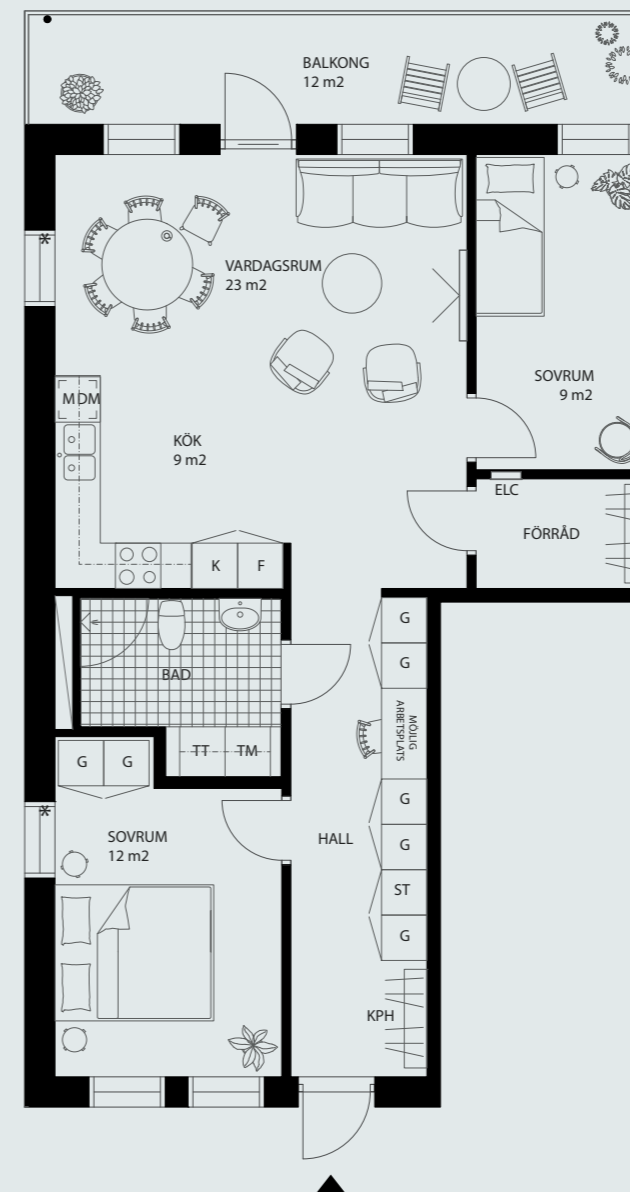 BALKONG
12 m2
*
VARDAGSRUM
23 m2
SOVRUM
9 m2
M DM
KÖK
9 m2
ELC
FÖRRÅD
K
F
G
G
BAD
MÖJLIG
ARBETSPLATS
TT
TM
G
G
*
G
SOVRUM
12 m2
HALL
G
ST
G
KPH